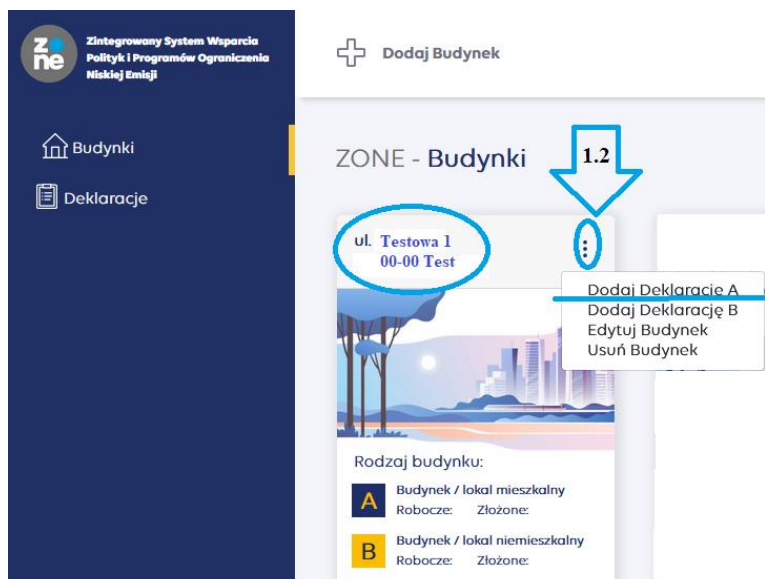 zone
Zintegrowany System Wsparcia
Polityk i Programów Ograniczenia
Niskiej Emisji
Dodaj Budynek
Budynki
Deklaracje
ZONE - Budynki
1.2
ul. Testowa 1
00-00 Test
Dodaj Deklarację A
Dodaj Deklarację B
Edytuj Budynek
Usuń Budynek
Rodzaj budynku:
A
Budynek / lokal mieszkalny
Robocze: Złożone:
B
Budynek / lokal niemieszkalny
Robocze: Złożone: